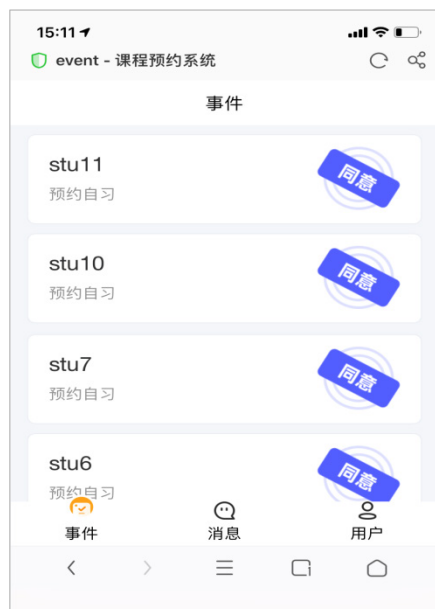 15:11
event - 课程预约系统
事件
stu11
预约自习
同意
stu10
预约自习
同意
stu7
预约自习
同意
stu6
预约自习
同意
事件
消息
用户